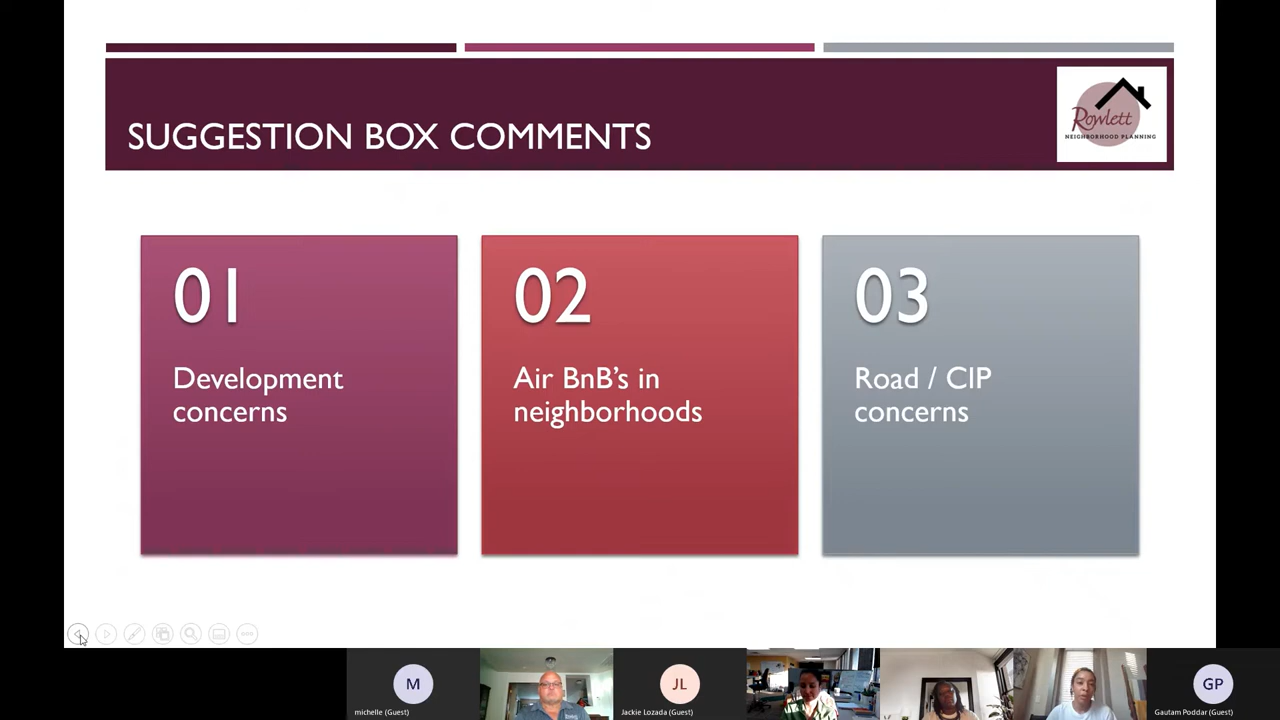 SUGGESTION BOX COMMENTS
Rowlett
NEIGHBORHOOD PLANNING
01
Development
concerns
02
Air BnB’s in
neighborhoods
03
Road / CIP
concerns
M
michelle (Guest)
JL
Jackie Lozada (Guest)
GP
Gautam Poddar (Guest)